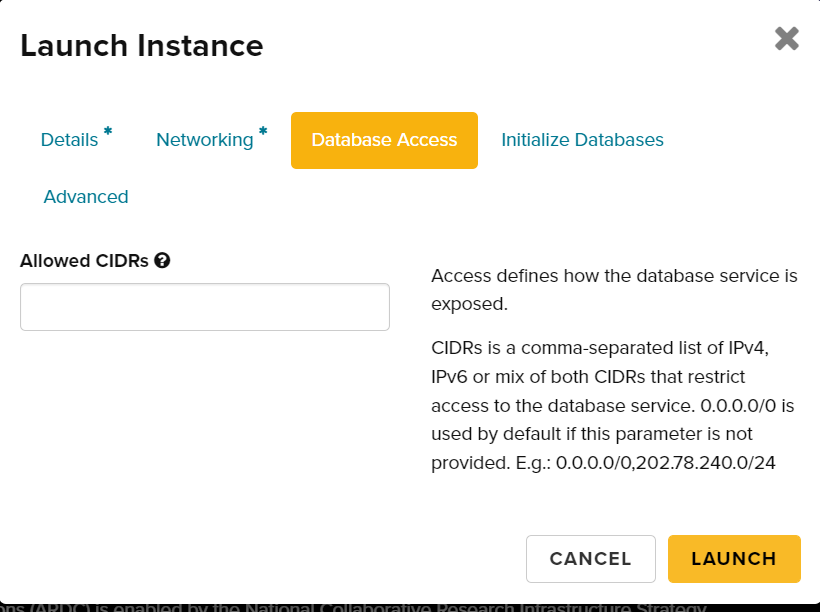 Launch Instance
Details *
Networking *
Database Access
Initialize Databases
Advanced
Allowed CIDRs
Access defines how the database service is
exposed.
CIDRs is a comma-separated list of IPv4,
IPv6 or mix of both CIDRs that restrict
access to the database service. 0.0.0.0/0 is
used by default if this parameter is not
provided. E.g.: 0.0.0.0/0,202.78.240.0/24
CANCEL
LAUNCH
(ARDC) is enabled by the National Collaborative Research Infrastructure Strategy